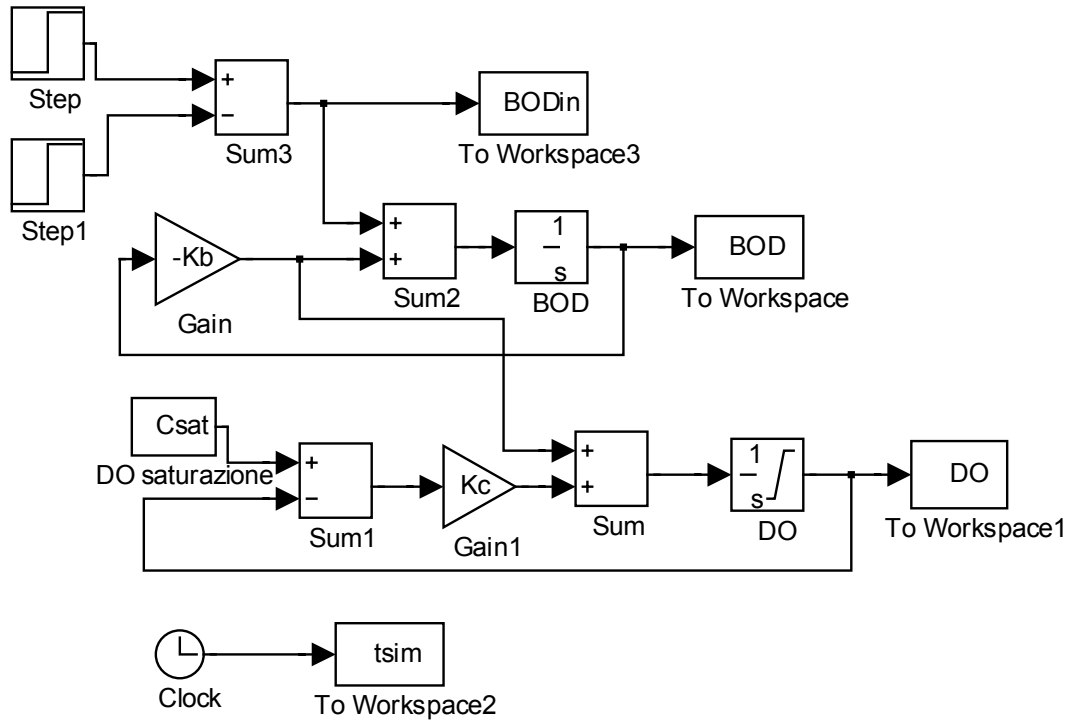 Step
+
−
BODin
Sum3
To Workspace3
Step1
-Kb
+
+
1
s
BOD
Sum2
BOD
To Workspace
Gain
Csat
DO saturazione
+
−
Kc
+
+
1
s
DO
Sum1
Gain1
Sum
DO
To Workspace1
tsim
Clock
To Workspace2